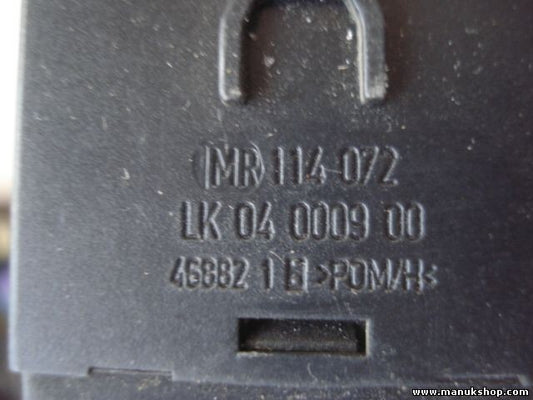 MR 114-072
LK 04 0009 00
46882 1 >POM/H<
www.manukshop.com